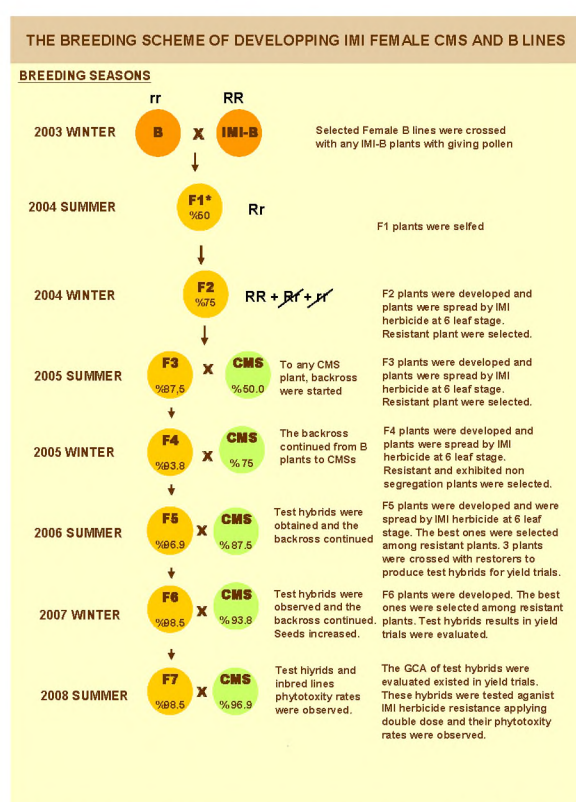 THE BREEDING SCHEME OF DEVELOPPING IMI FEMALE CMS AND B LINES
BREEDING SEASONS
rr
RR
2003 WINTER
B
X
IMI-B
Selected Female B lines were crossed
with any IMI-B plants with giving pollen
2004 SUMMER
F1*
%50
Rr
F1 plants were selfed
2004 WINTER
F2
%75
RR + Rr + rr
F2 plants were developed and
plants were spread by IMI
herbicide at 6 leaf stage.
Resistant plant were selected.
2005 SUMMER
F3
%87,5
X
CMS
%50.0
To any CMS
plant, backross
were started
F3 plants were developed and
plants were spread by IMI
herbicide at 6 leaf stage.
Resistant plant were selected.
2005 WINTER
F4
%93.8
X
CMS
%75
The backross
continued from B
plants to CMSs
F4 plants were developed and
plants were spread by IMI
herbicide at 6 leaf stage.
Resistant and exhibited non
segregation plants were selected.
2006 SUMMER
F5
%96.9
X
CMS
%87.5
Test hybrids were
obtained and the
backross continued
F5 plants were developed and were
spread by IMI herbicide at 6 leaf
stage. The best ones were selected
among resistant plants. 3 plants
were crossed with restorers to
produce test hybrids for yield trials.
2007 WINTER
F6
%98.5
X
CMS
%93.8
Test hybrids were
observed and the
backross continued.
Seeds increased.
F6 plants developed. The best
ones were selected among resistant
plants. Test hybrids results in yield
trials were evaluated.
2008 SUMMER
F7
%98.5
X
CMS
%96.9
Test hiyrids and
inbred lines
phytotoxity rates
were observed.
The GCA of test hybrids were
evaluated existed in yield trials.
These hybrids were tested aganist
IMI herbicide resistance applying
double dose and their phytotoxity
rates were observed.